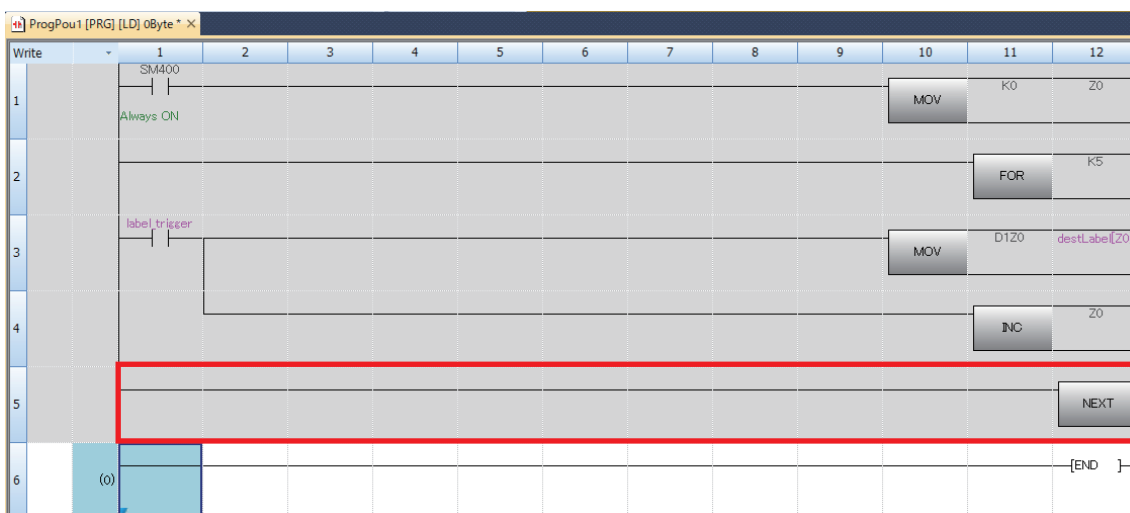 ProgPou1 [PRG] [LD] 0Byte *
Write 1 2 3 4 5 6 7 8 9 10 11 12
SM400
1 MOV K0 Z0
Always ON
2 FOR K5
label_trigger
3 MOV D1Z0 destLabel[Z0
4 INC Z0
5 NEXT
6 (0) [END ]